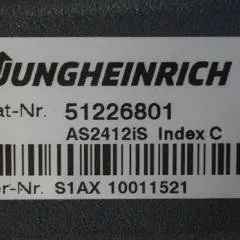 JUNGHEINRICH
at-Nr. 51226801
AS2412iS Index C
er-Nr. S1AX 10011521